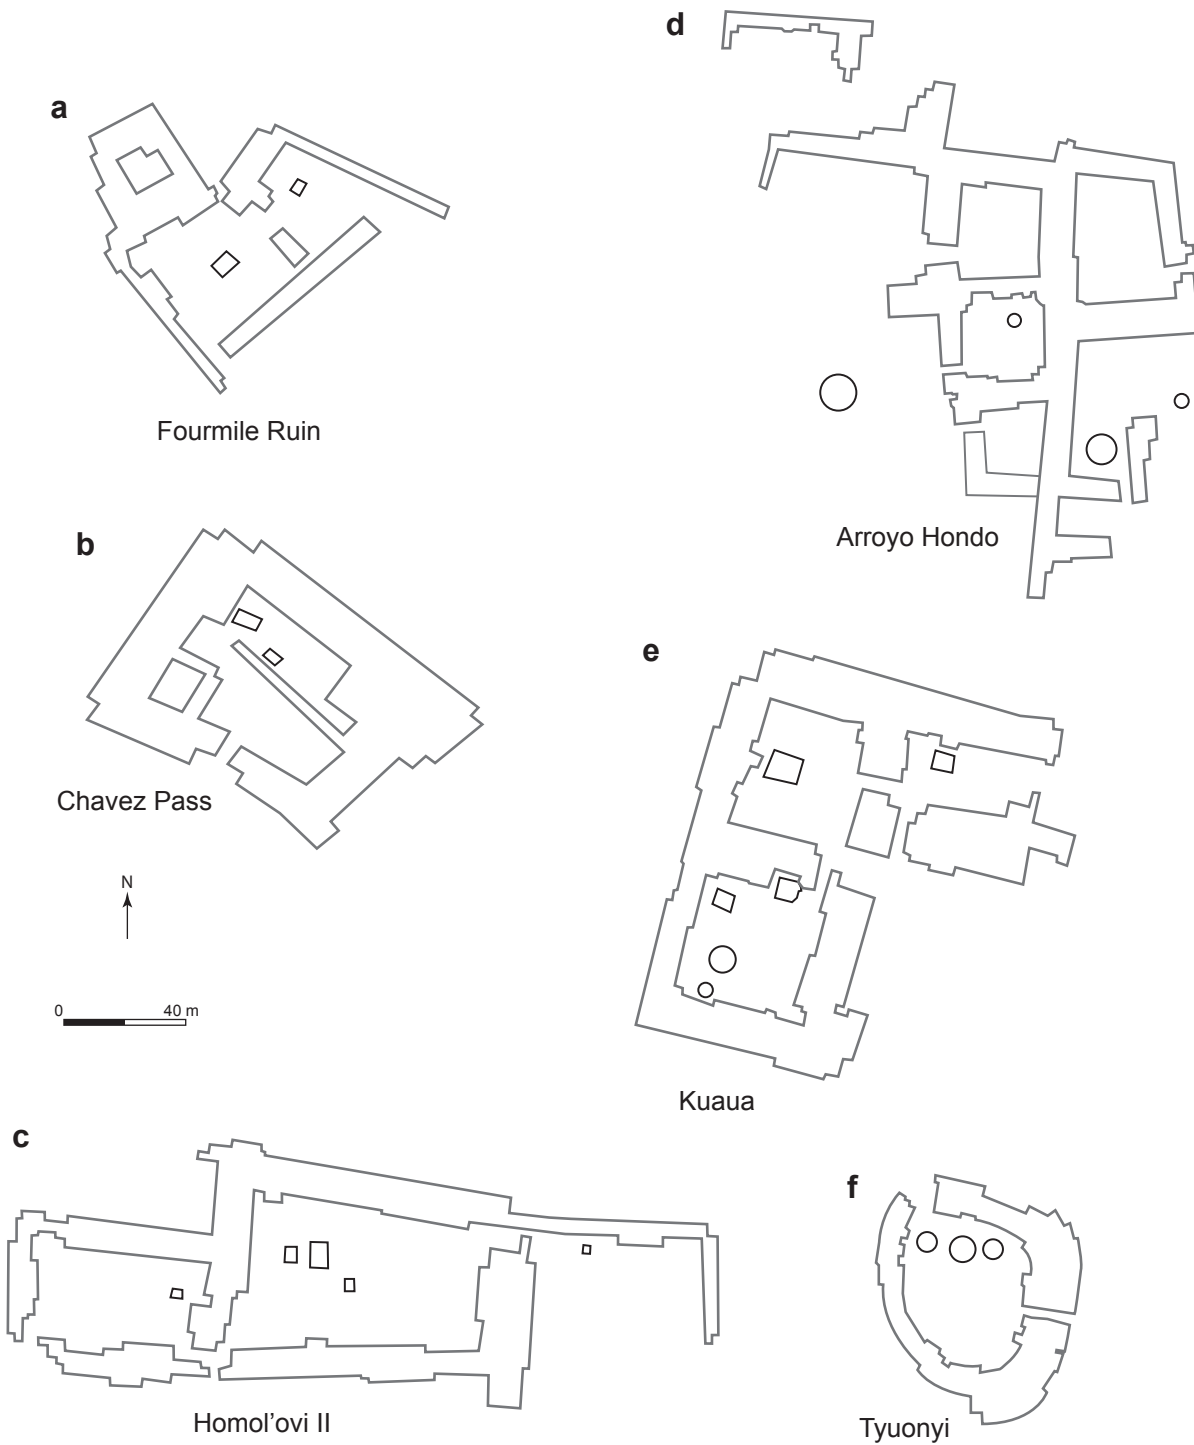 a
Fourmile Ruin
b
Chavez Pass
N
0 40 m
c
Homol’ovi II
d
Arroyo Hondo
e
Kuaua
f
Tyuonyi